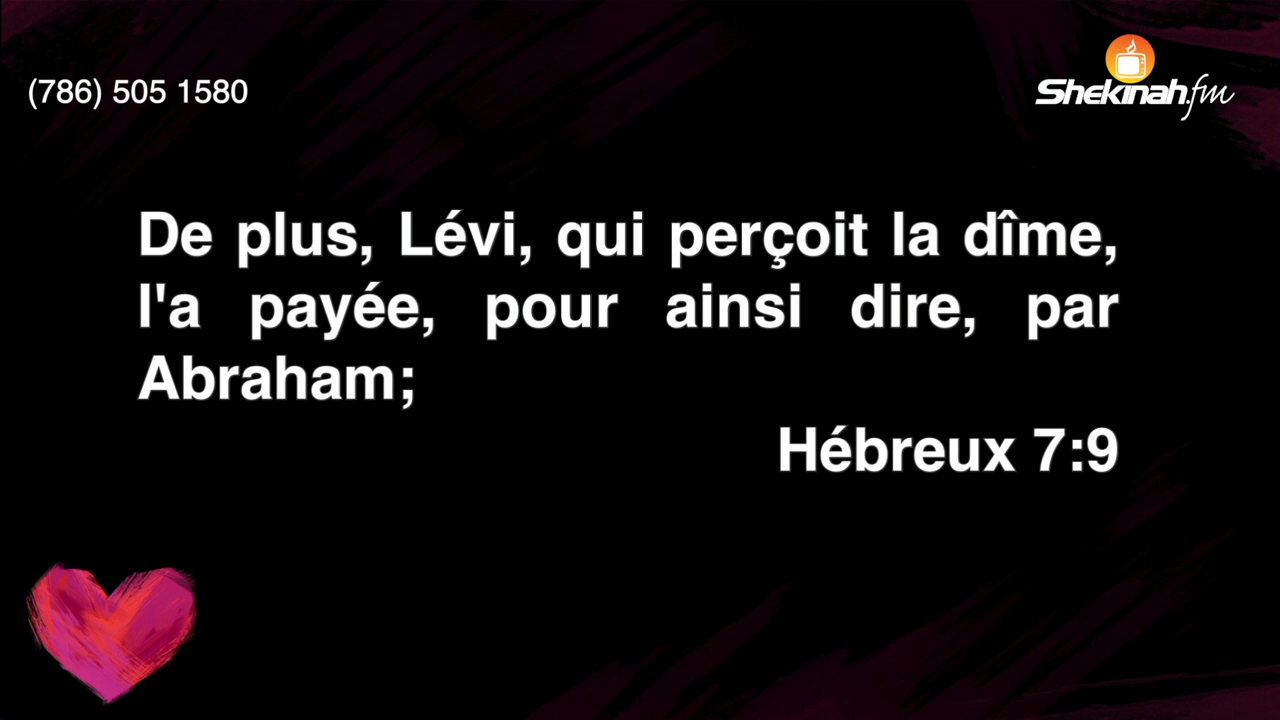 (786) 505 1580
Shekinah.fm
De plus, Lévi, qui perçoit la dîme,
l'a payée, pour ainsi dire, par
Abraham;
Hébreux 7:9